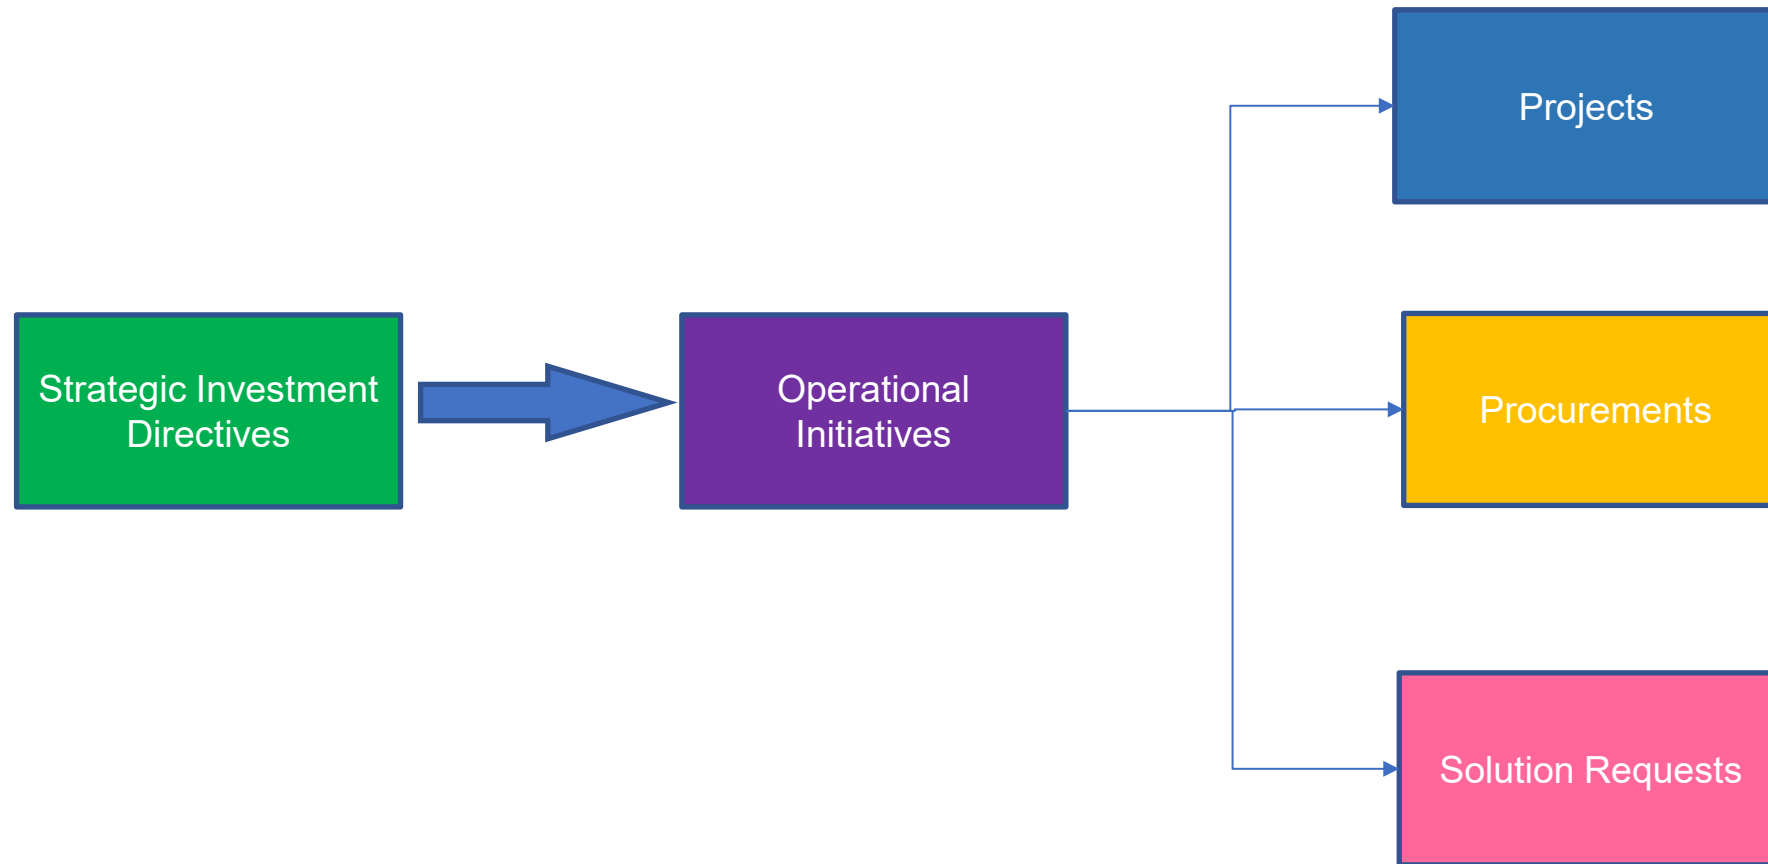 Strategic Investment
Directives
Operational
Initiatives
Projects
Procurements
Solution Requests